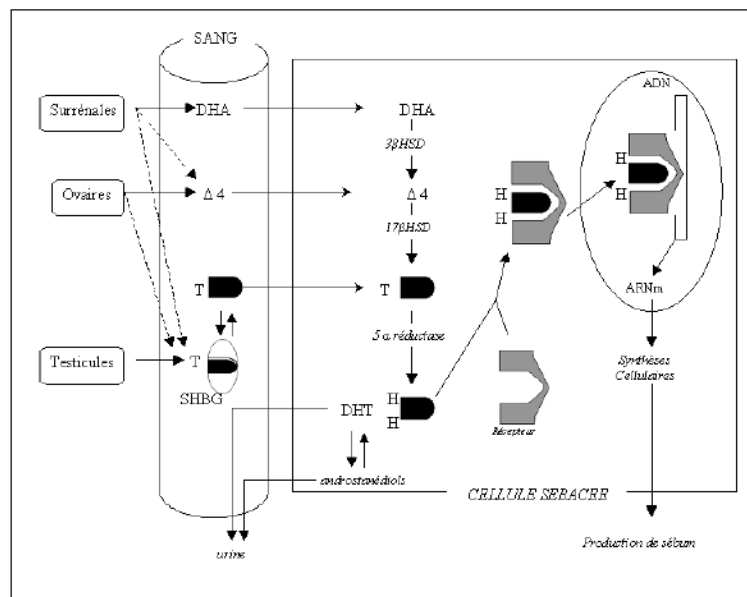 SANG
ADN
Surrénales
DHA
DHA
3βHSD
H
H
H
H
Ovaires
Δ 4
Δ 4
17βHSD
T
T
ARNm
5 α réductase
Testicules
T
Synthèses
Cellulaires
SHBG
H
DHT
H
Récepteur
androstanédiols
CELLULE SEBACEE
urine
Production de sébum